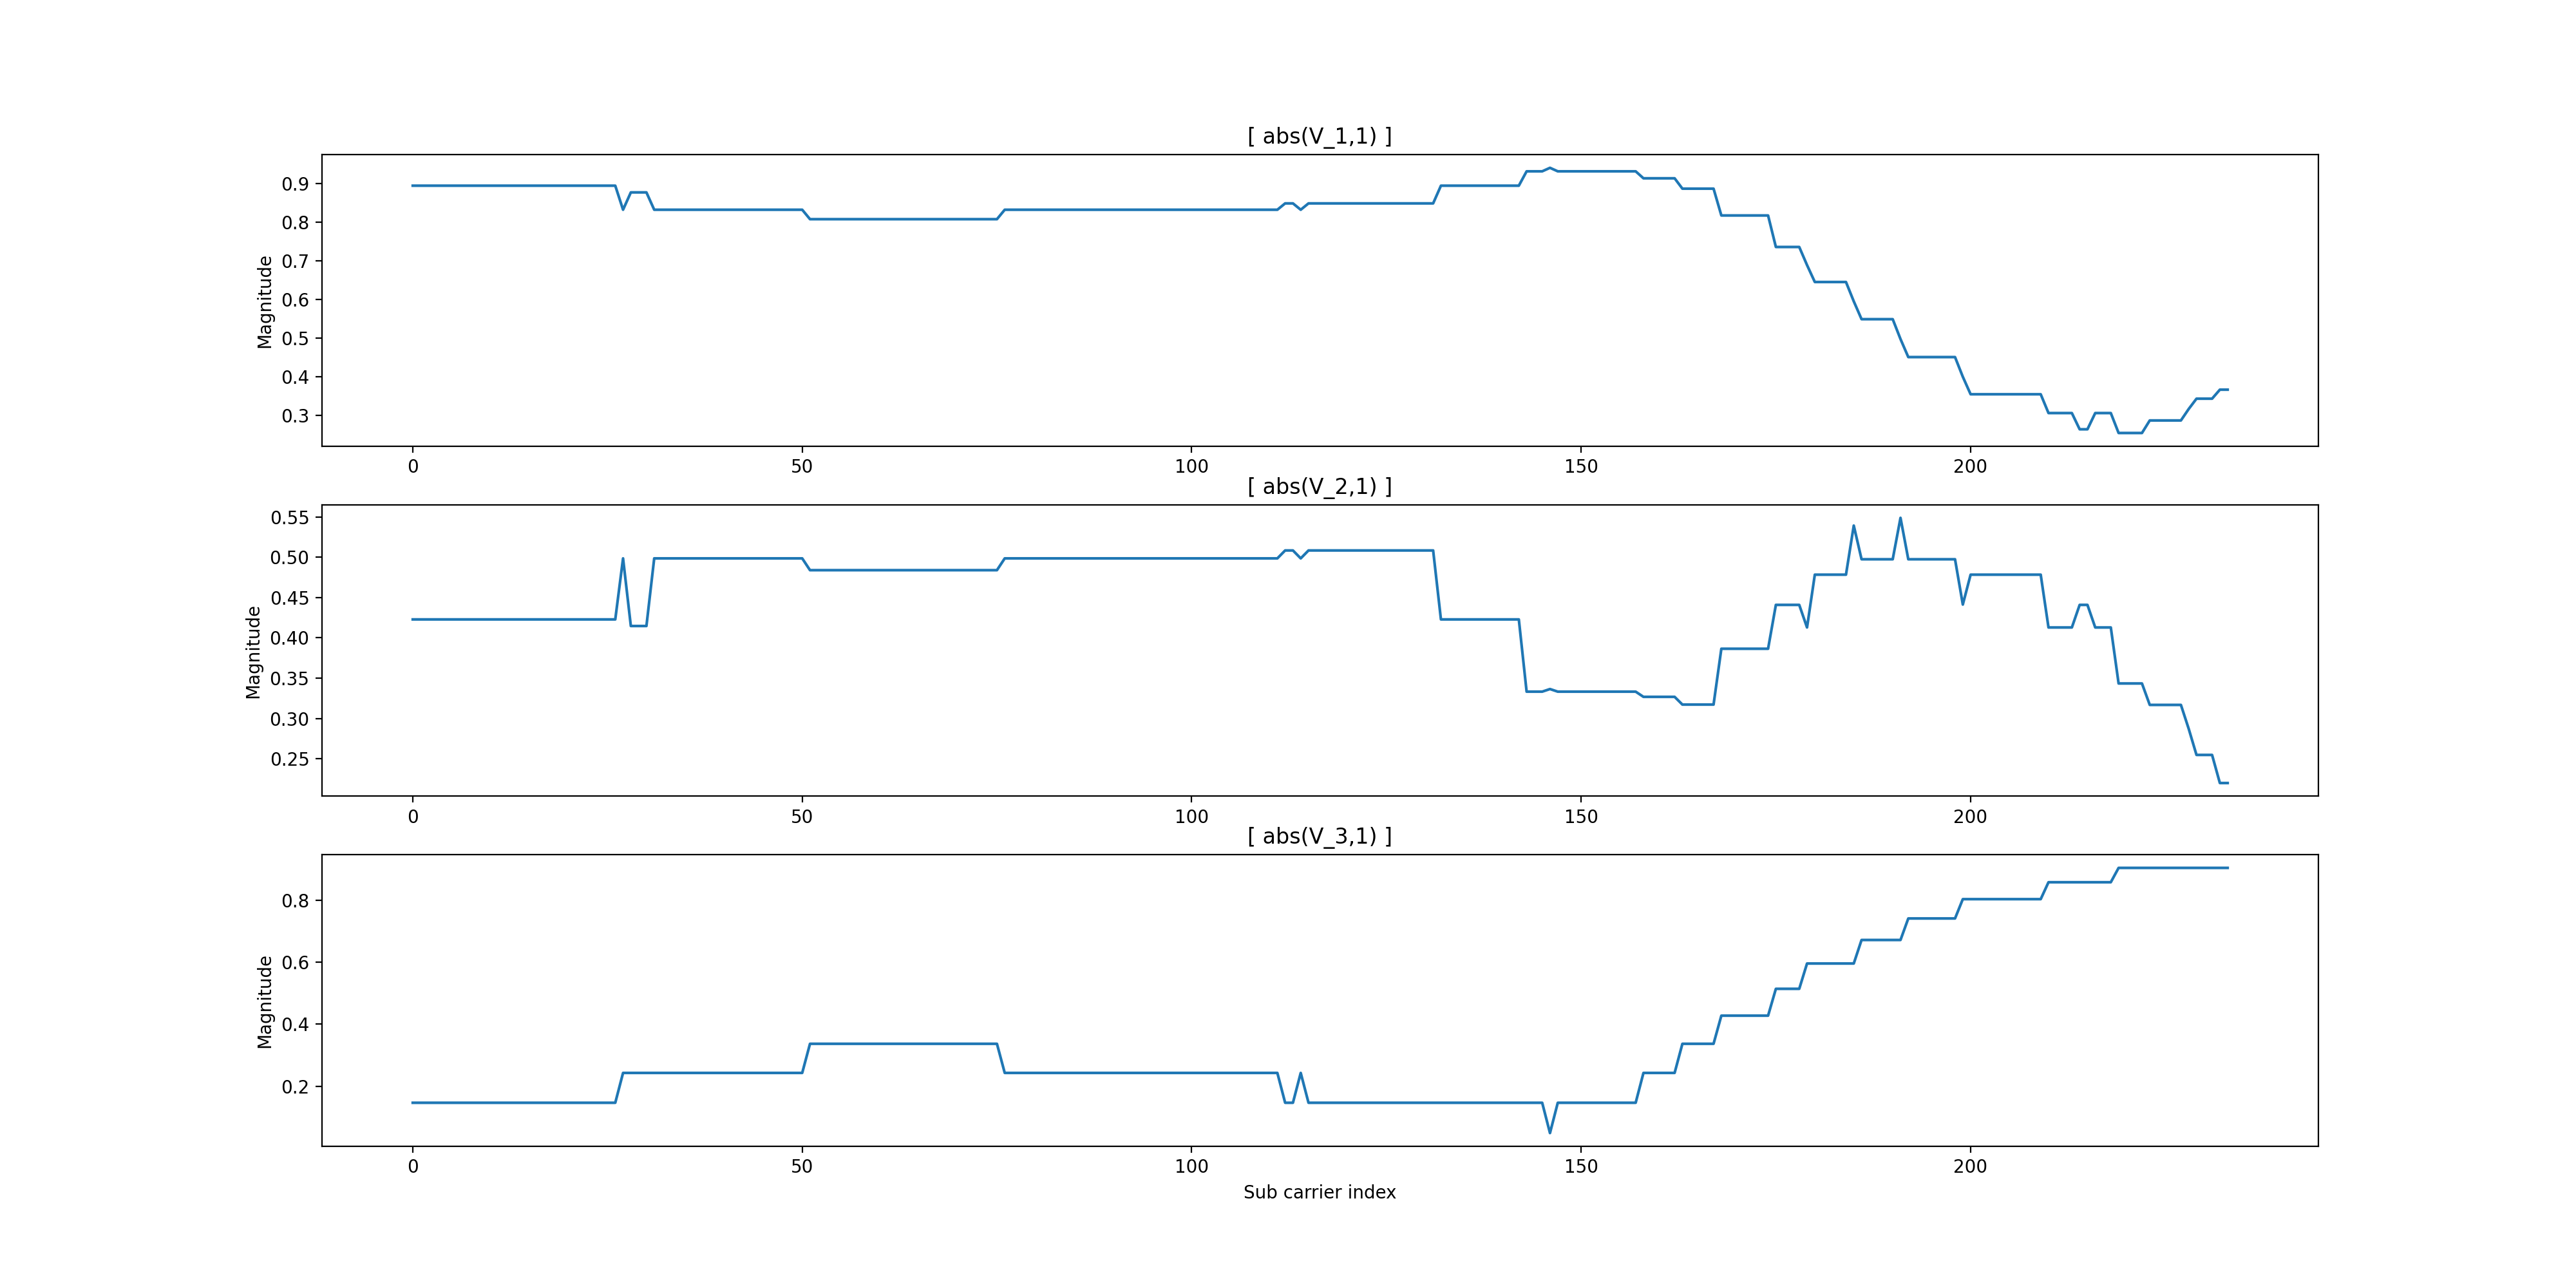 [ abs(V_1,1) ]
Magnitude
0.9
0.8
0.7
0.6
0.5
0.4
0.3
0 50 100 150 200
[ abs(V_2,1) ]
Magnitude
0.55
0.50
0.45
0.40
0.35
0.30
0.25
0 50 100 150 200
[ abs(V_3,1) ]
Magnitude
0.8
0.6
0.4
0.2
0 50 100 150 200
Sub carrier index